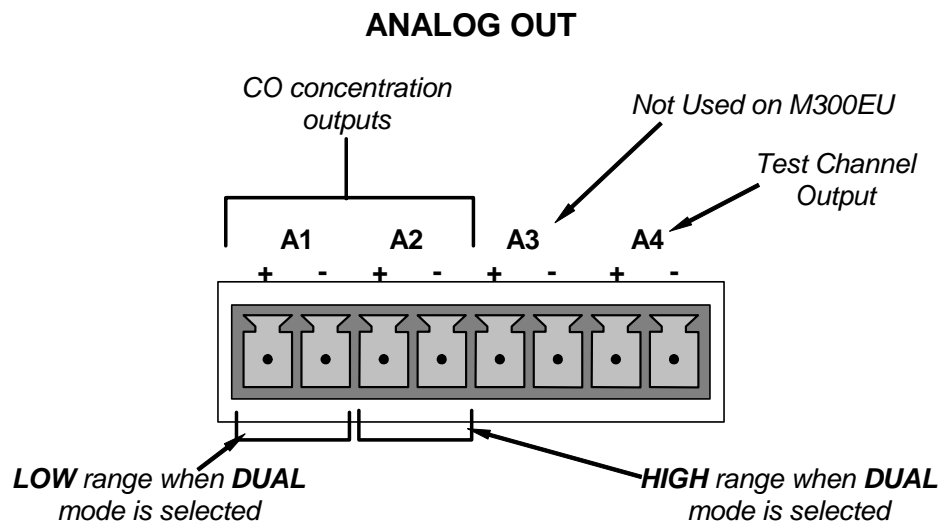 ANALOG OUT
CO concentration
outputs
Not Used on M300EU
Test Channel
Output
A1 A2 A3 A4
+ - + - + - + -
LOW range when DUAL
mode is selected
HIGH range when DUAL
mode is selected